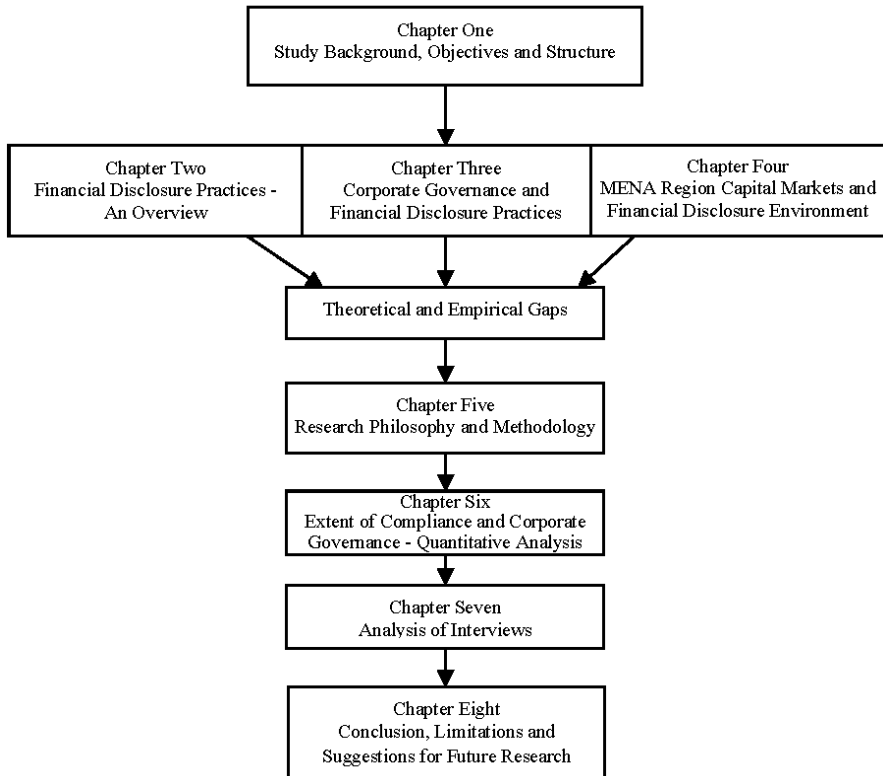 Chapter One
Study Background, Objectives and Structure
Chapter Two
Financial Disclosure Practices -
An Overview
Chapter Three
Corporate Governance and
Financial Disclosure Practices
Chapter Four
MENA Region Capital Markets and
Financial Disclosure Environment
Theoretical and Empirical Gaps
Chapter Five
Research Philosophy and Methodology
Chapter Six
Extent of Compliance and Corporate
Governance - Quantitative Analysis
Chapter Seven
Analysis of Interviews
Chapter Eight
Conclusion, Limitations and
Suggestions for Future Research